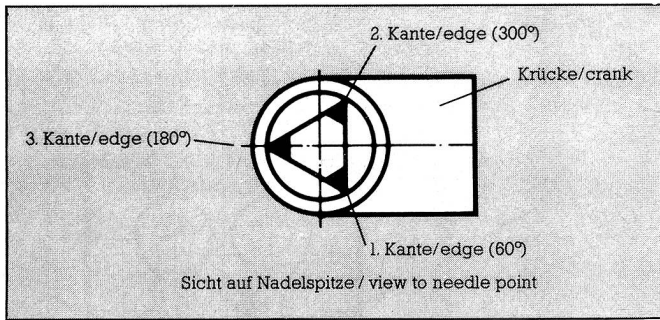 2. Kante/edge (300°)
Krücke/crank
3. Kante/edge (180°)
1. Kante/edge (60°)
Sicht auf Nadelspitze / view to needle point